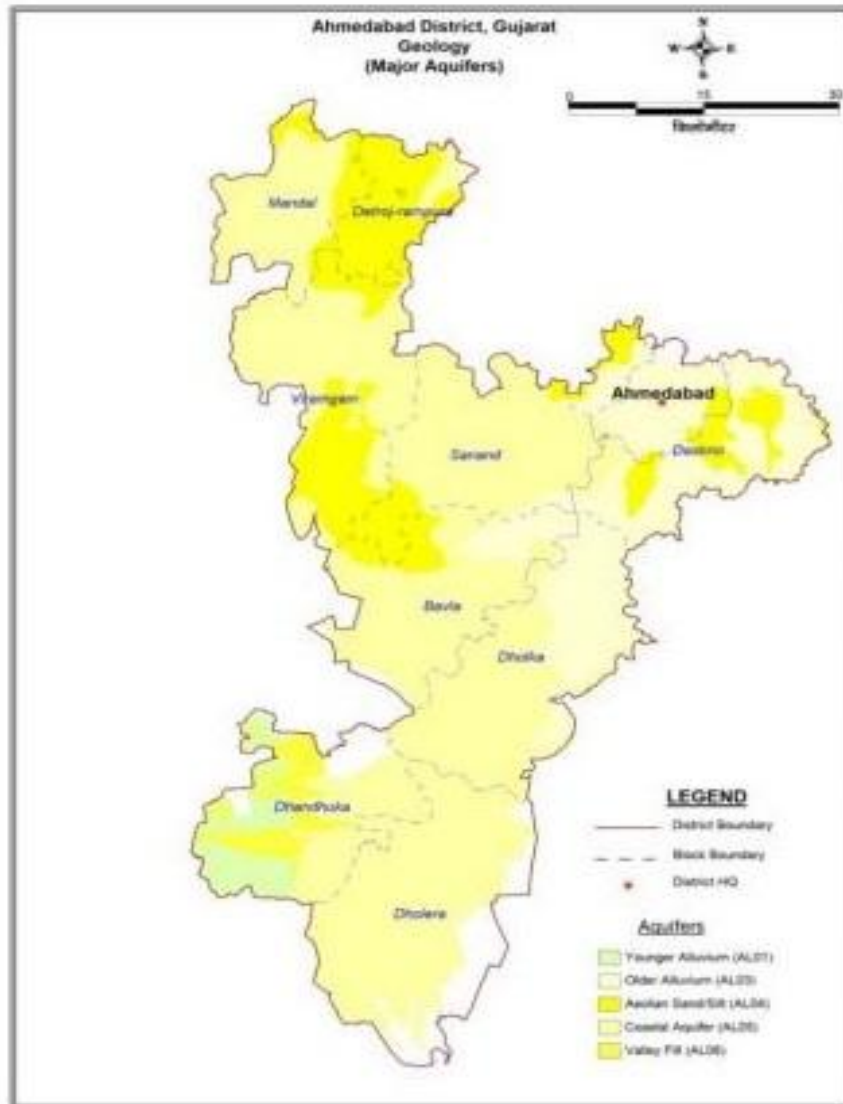 Ahmedabad District, Gujarat
Geology
(Major Aquifers)
N
W
E
S
0 15 30
Mandal
Detroj-rampura
Viramgam
Sanand
Ahmedabad
Daskroi
Bavla
Dholka
Dhandhuka
Dholera
LEGEND
District Boundary
Block Boundary
District HQ
Aquifers
Younger Alluvium (AL01)
Older Alluvium (AL03)
Aeolian Sand/Silt (AL04)
Coastal Aquifer (AL05)
Valley Fill (AL06)